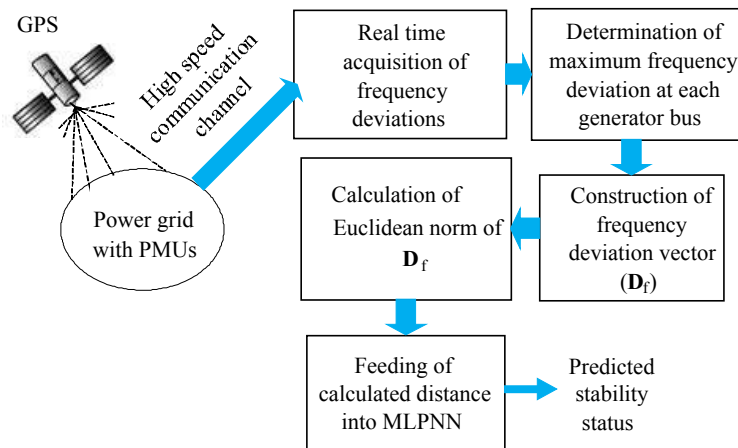 GPS
High speed
communication
channel
Power grid
with PMUs
Real time
acquisition of
frequency
deviations
Determination of
maximum frequency
deviation at each
generator bus
Construction of
frequency
deviation vector
(D_f)
Calculation of
Euclidean norm of
D_f
Feeding of
calculated distance
into MLPNN
Predicted
stability
status